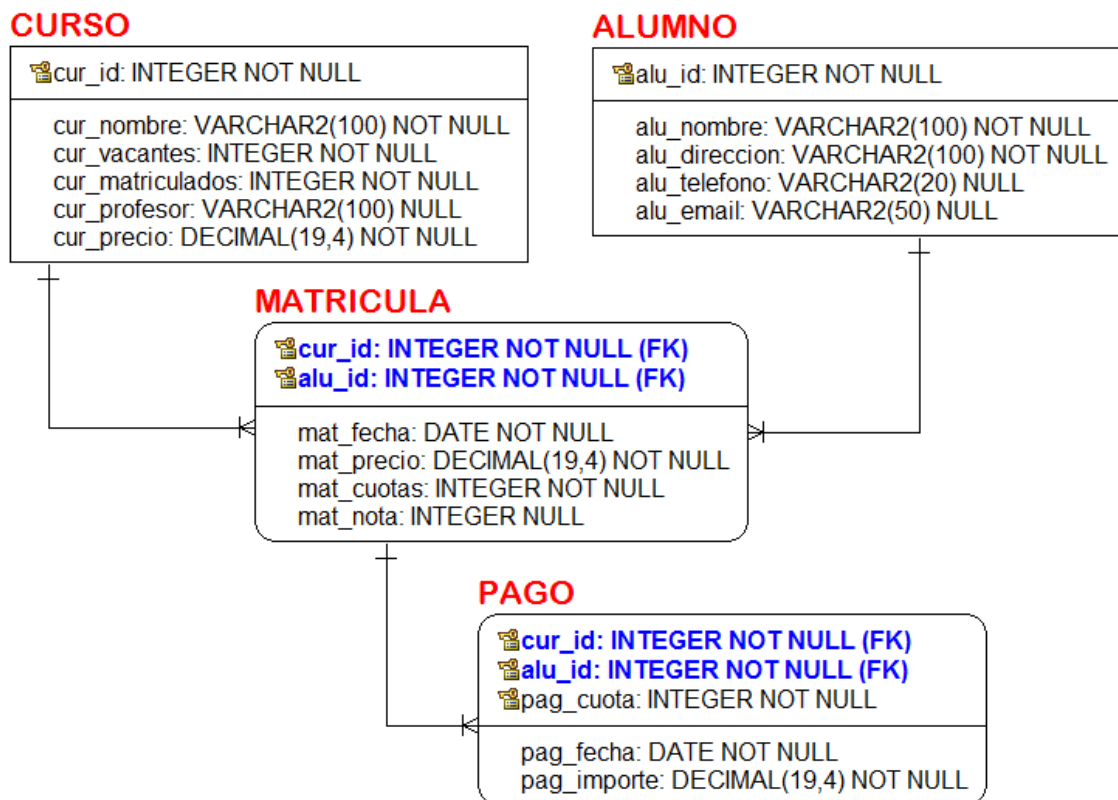 CURSO
cur_id: INTEGER NOT NULL
cur_nombre: VARCHAR2(100) NOT NULL
cur_vacantes: INTEGER NOT NULL
cur_matriculados: INTEGER NOT NULL
cur_profesor: VARCHAR2(100) NULL
cur_precio: DECIMAL(19,4) NOT NULL
ALUMNO
alu_id: INTEGER NOT NULL
alu_nombre: VARCHAR2(100) NOT NULL
alu_direccion: VARCHAR2(100) NOT NULL
alu_telefono: VARCHAR2(20) NULL
alu_email: VARCHAR2(50) NULL
MATRICULA
cur_id: INTEGER NOT NULL (FK)
alu_id: INTEGER NOT NULL (FK)
mat_fecha: DATE NOT NULL
mat_precio: DECIMAL(19,4) NOT NULL
mat_cuotas: INTEGER NOT NULL
mat_nota: INTEGER NULL
PAGO
cur_id: INTEGER NOT NULL (FK)
alu_id: INTEGER NOT NULL (FK)
pag_cuota: INTEGER NOT NULL
pag_fecha: DATE NOT NULL
pag_importe: DECIMAL(19,4) NOT NULL